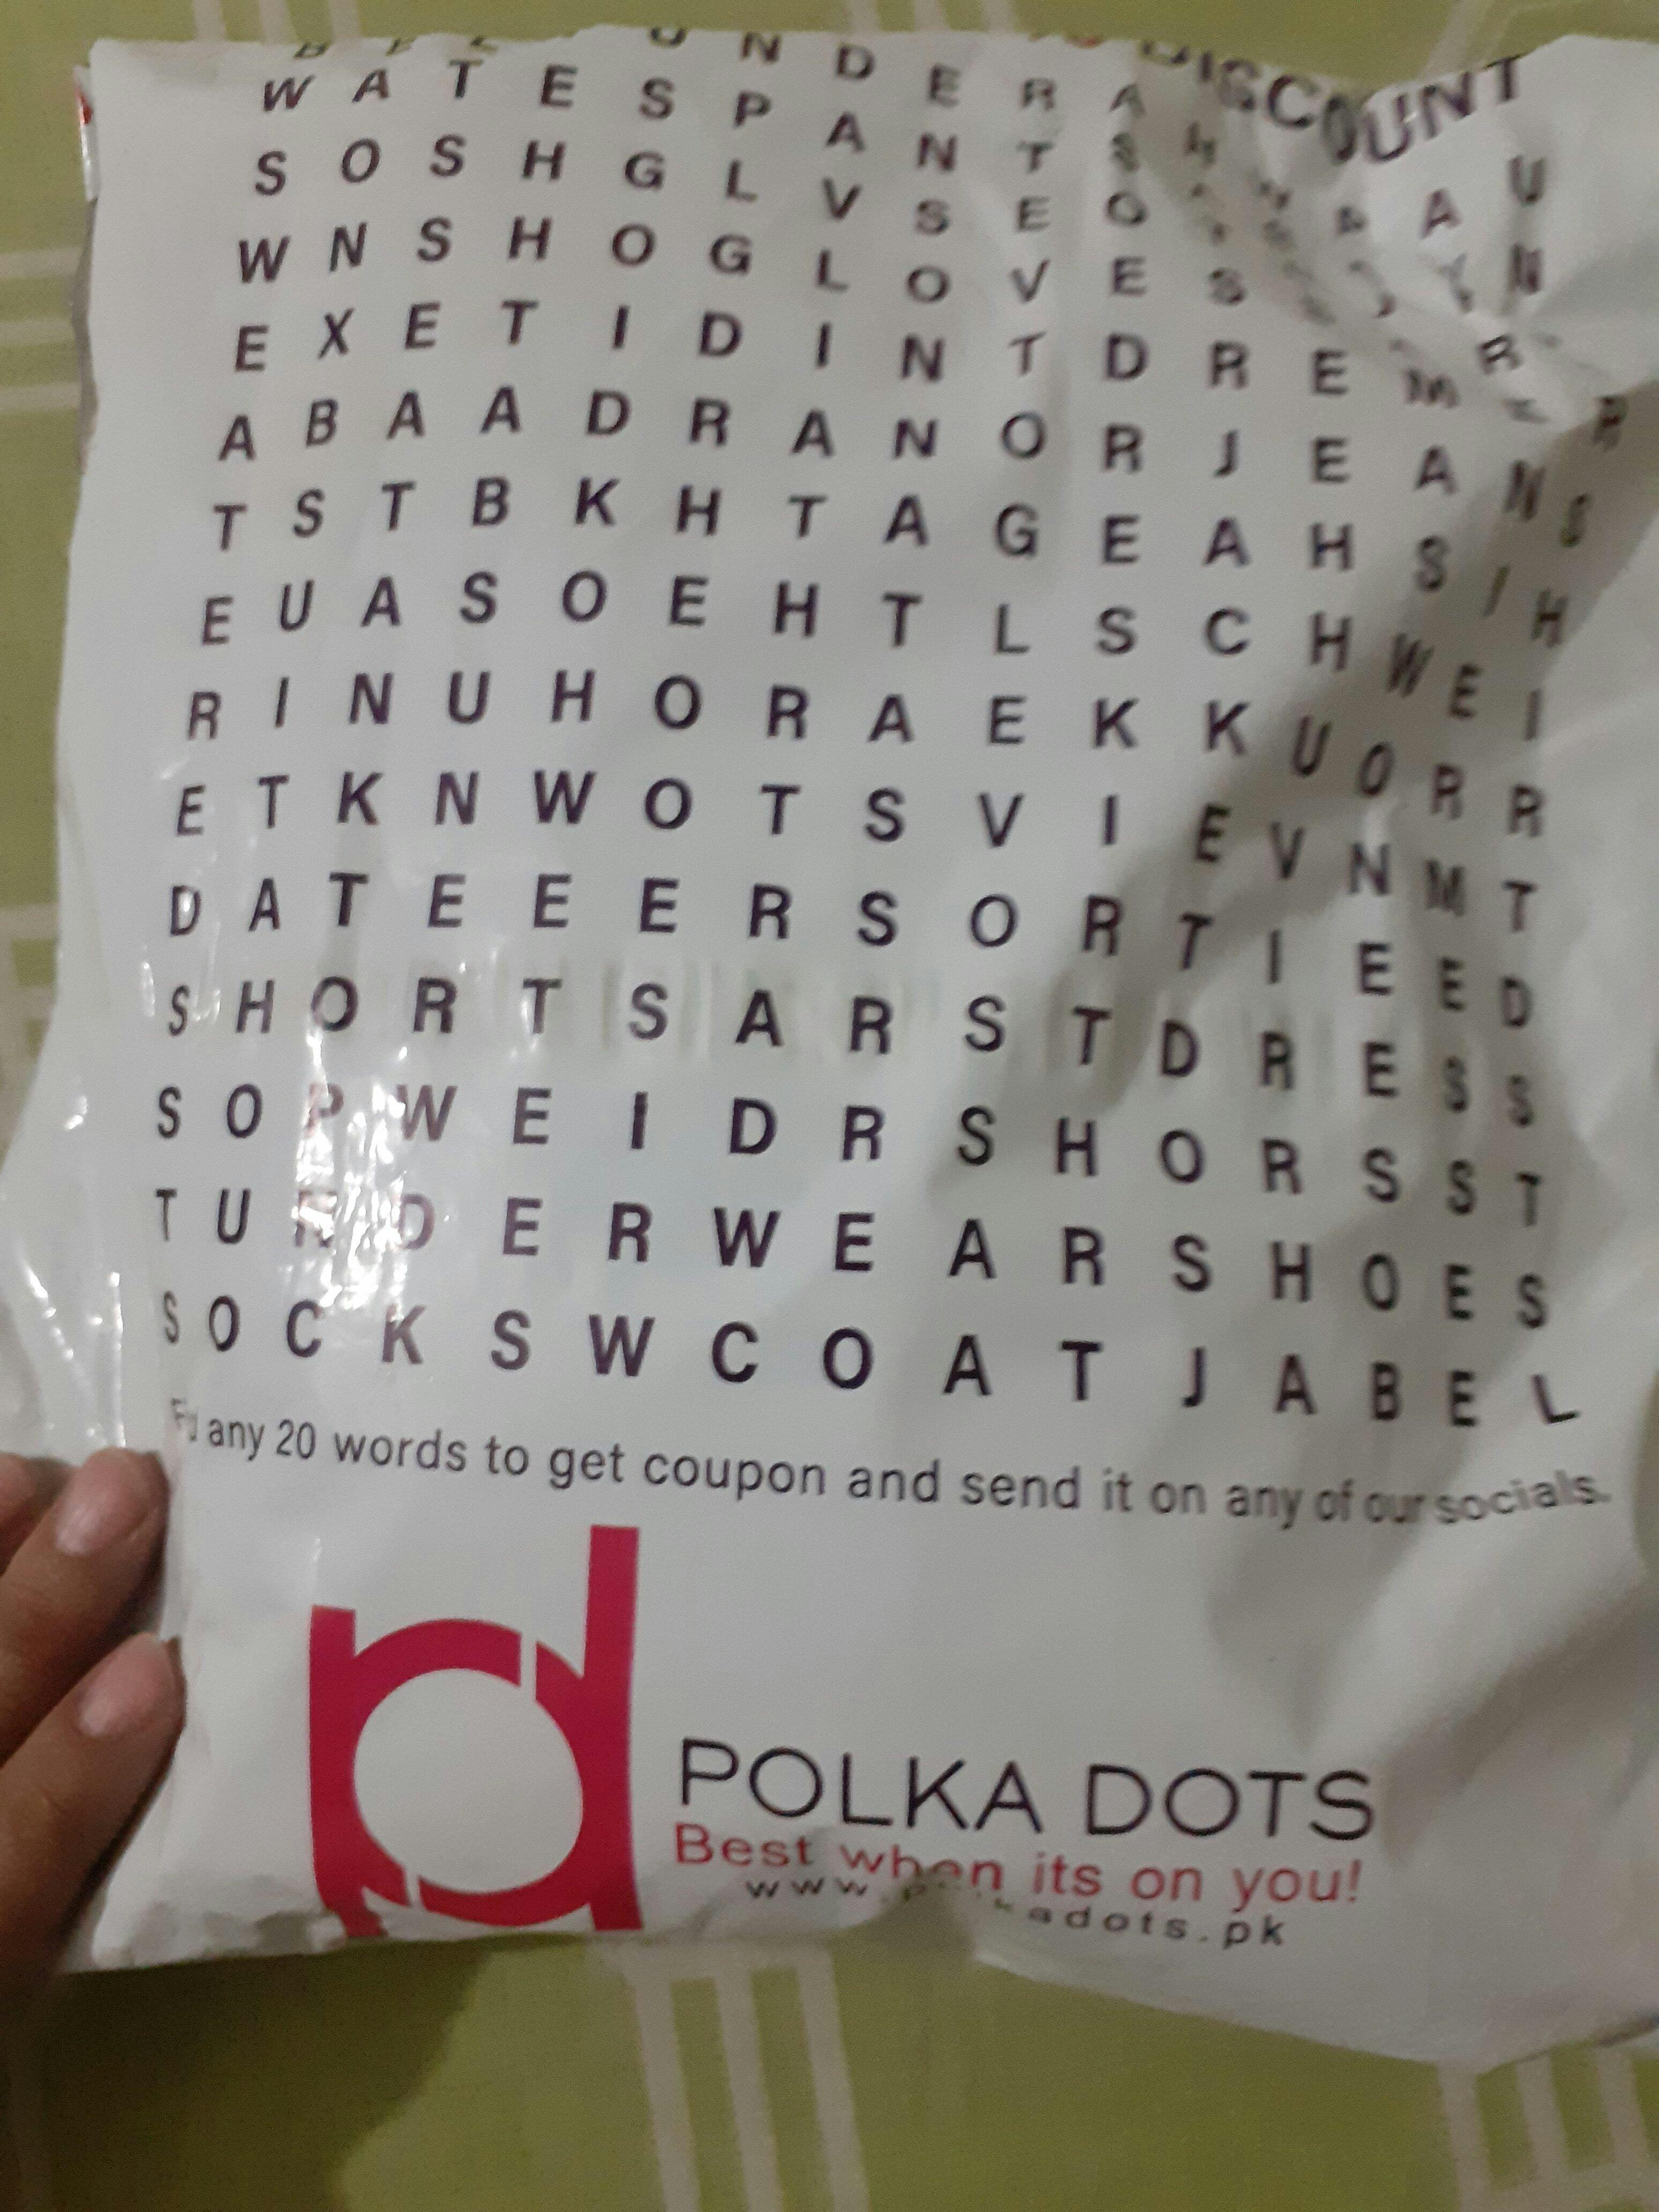 DISCOUNT
W A T E S P A N T
S O S H G L V S E
W N S H O G L O V E S
E X E T I D I N T D R E
A B A A D R A N O R J E A N S
T S T B K H T A G E A H S I H
E U A S O E H T L S C H W E I
R I N U H O R A E K K U O R R
E T K N W O T S V I E V N M T
D A T E E E R S O R T I E E D
S H O R T S A R S T D R E S S
S O P W E I D R S H O R S S T
T U N D E R W E A R S H O E S
S O C K S W C O A T J A B E L
any 20 words to get coupon and send it on any of our socials.
POLKA DOTS
Best when its on you!